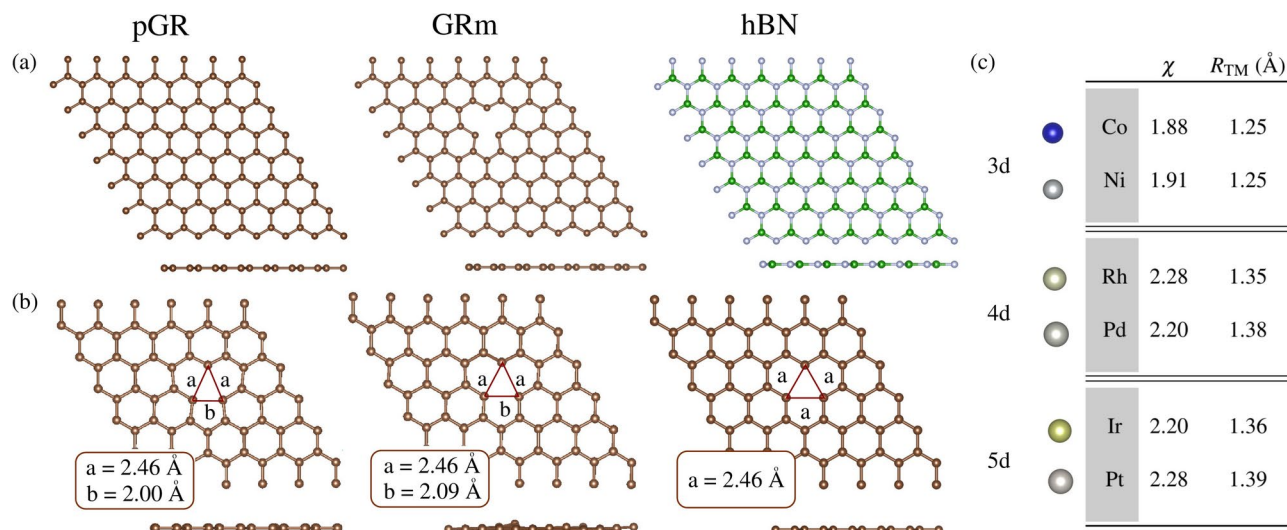 pGR GRm hBN
(a)
(b)
a a
b
a = 2.46 Å
b = 2.00 Å
a a
b
a = 2.46 Å
b = 2.09 Å
a a
a
a = 2.46 Å
(c)
χ R_TM (Å)
3d
Co 1.88 1.25
Ni 1.91 1.25
4d
Rh 2.28 1.35
Pd 2.20 1.38
5d
Ir 2.20 1.36
Pt 2.28 1.39